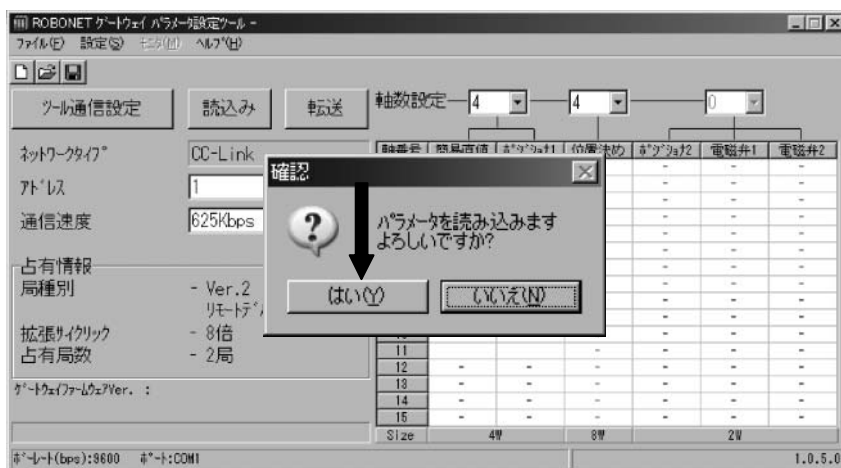 ROBONET ｹﾞｰﾄｳｪｲ ﾊﾟﾗﾒｰﾀ設定ﾂｰﾙ -
ﾌｧｲﾙ(F) 設定(S) ﾓﾆﾀ(M) ﾍﾙﾌﾟ(H)
ﾂｰﾙ通信設定 読込み 転送 軸数設定 4 4 0
ﾈｯﾄﾜｰｸﾀｲﾌﾟ CC-Link
軸番号 簡易直値 ﾎﾟｼﾞｼｮﾅ1 位置決め ﾎﾟｼﾞｼｮﾅ2 電磁弁1 電磁弁2
ｱﾄﾞﾚｽ 1
通信速度 625Kbps
確認
パラメータを読み込みます
よろしいですか?
はい(Y) いいえ(N)
占有情報
局種別 - Ver.2
ﾘﾓｰﾄﾃﾞ
拡張ｻｲｸﾘｯｸ - 8倍
占有局数 - 2局
ｹﾞｰﾄｳｪｲﾌｧｰﾑｳｪｱVer. :
11 - - - -
12 - - - - - -
13 - - - - - -
14 - - - - - -
15 - - - - - -
Size 4W 8W 2W
ﾎﾞｰﾚｰﾄ(bps):9600 ﾎﾟｰﾄ:COM1 1.0.5.0